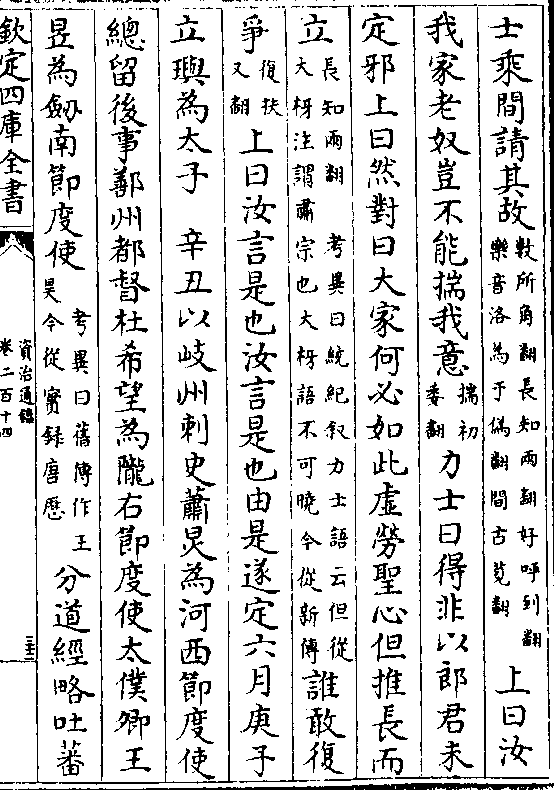 士乘間請其故數所角翻長知兩翻好呼到翻樂音洛為于偽翻間古莧翻上曰汝
我家老奴豈不能揣我意揣初委翻力士曰得非以郎君未
定邪上曰然對曰大家何必如此虛勞聖心但推長而
立長知兩翻 考異曰統紀叙力士語云但從大枒注謂肅宗也大枒語不可曉今從新傳誰敢復
爭復扶又翻上曰汝言是也汝言是也由是遂定六月庚子
立璵為太子 辛丑以岐州刺史蕭炅為河西節度使
總留後事鄯州都督杜希望為隴右節度使太僕卿王
昱為劔南節度使考異曰舊傳作王昊今從實録唐厯分道經略吐蕃
欽定四庫全書
資治通鑑
卷二百十四